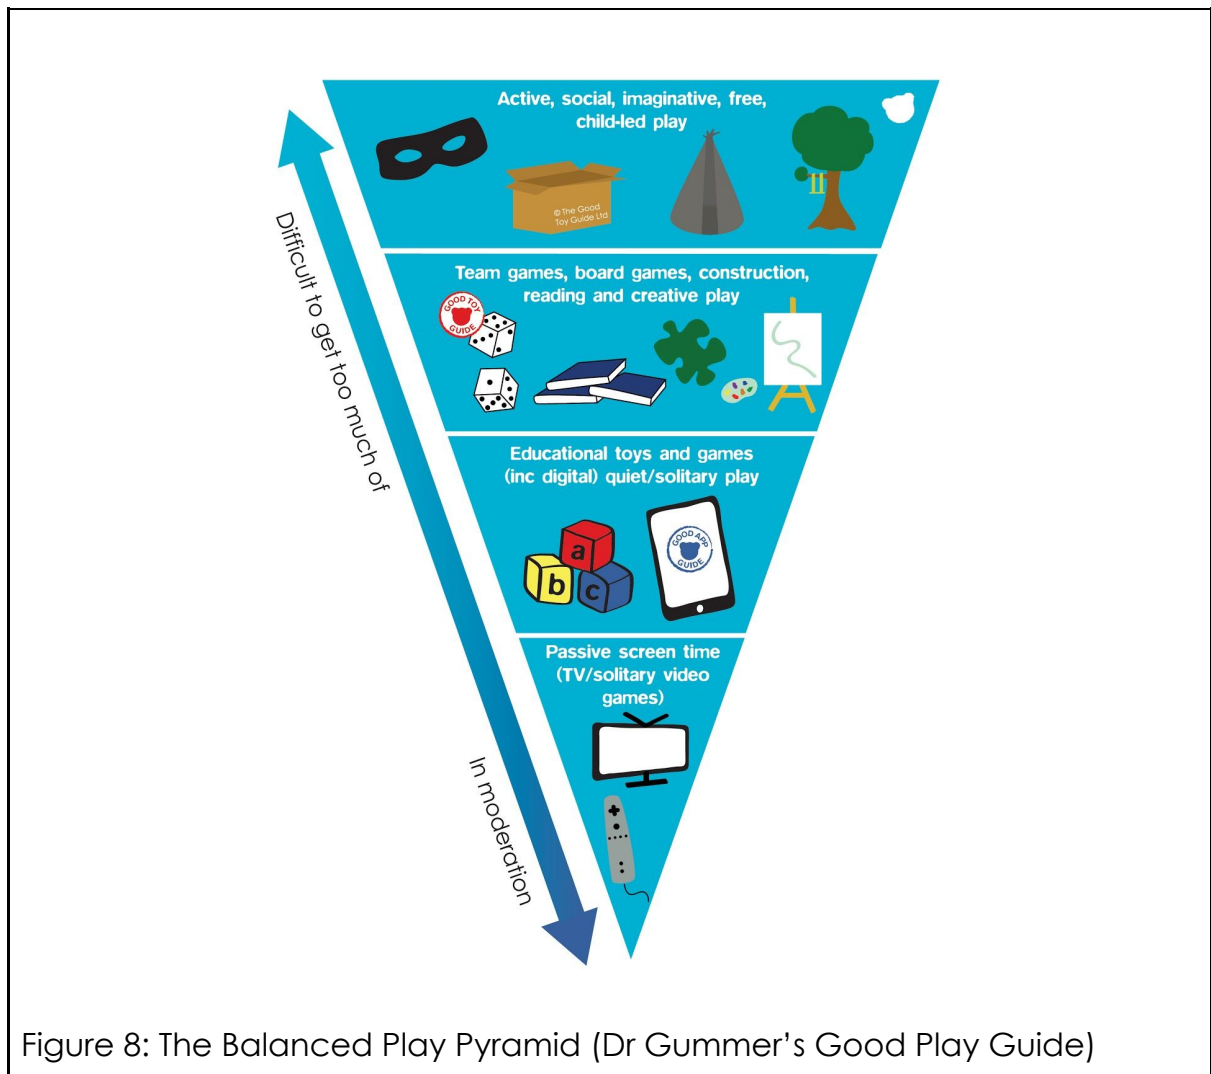 Active, social, imaginative, free,
child-led play
© The Good
Toy Guide Ltd
Difficult to get too much of
Team games, board games, construction,
reading and creative play
GOOD TOY
GUIDE
Educational toys and games
(inc digital) quiet/solitary play
a
b
c
GOOD APP
GUIDE
Passive screen time
(TV/solitary video
games)
In moderation
Figure 8: The Balanced Play Pyramid (Dr Gummer’s Good Play Guide)